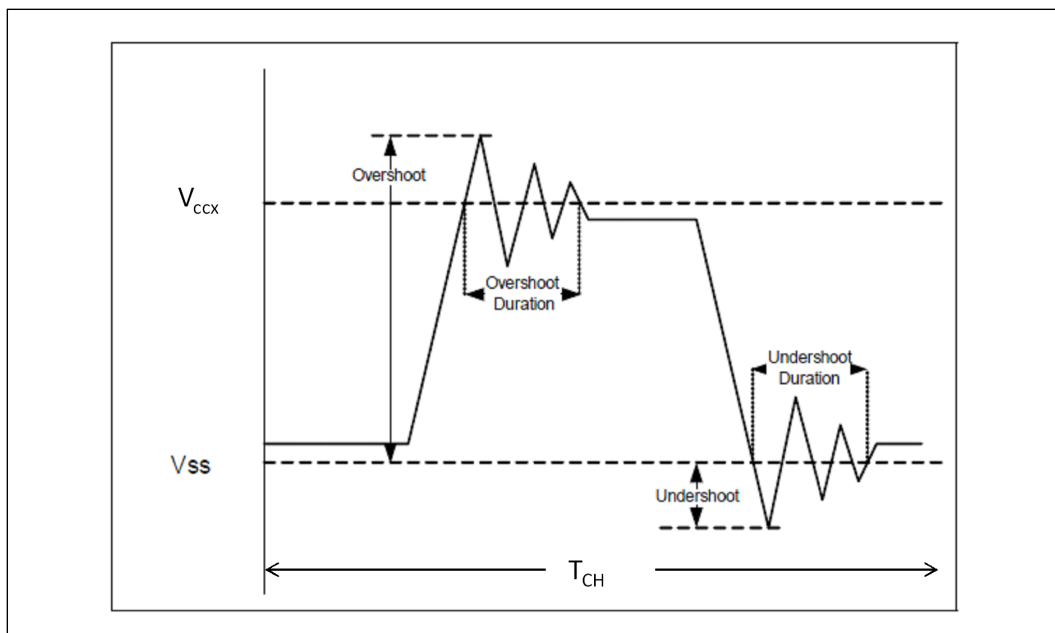 Overshoot
Vccx
Overshoot
Duration
Undershoot
Duration
Vss
Undershoot
TCH